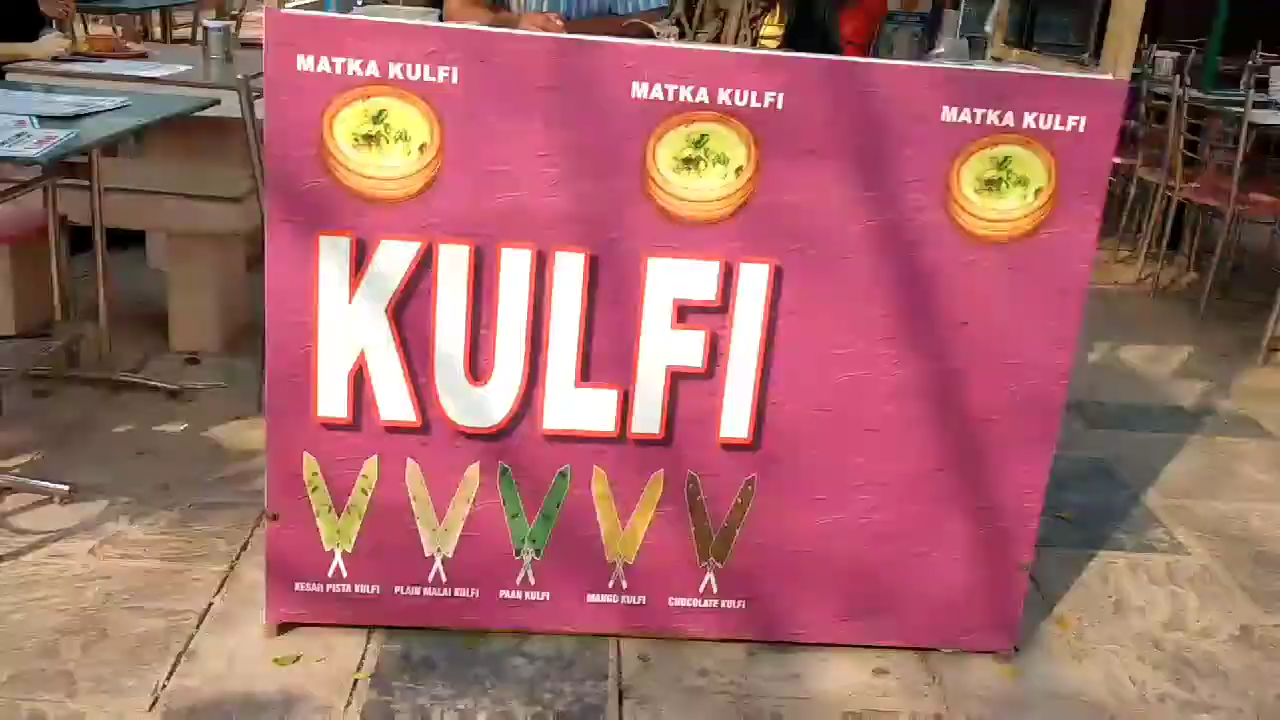 MATKA KULFI
MATKA KULFI
MATKA KULFI
KULFI
KESAR PISTA KULFI
PLAIN MALAI KULFI
PAAN KULFI
MANGO KULFI
CHOCOLATE KULFI